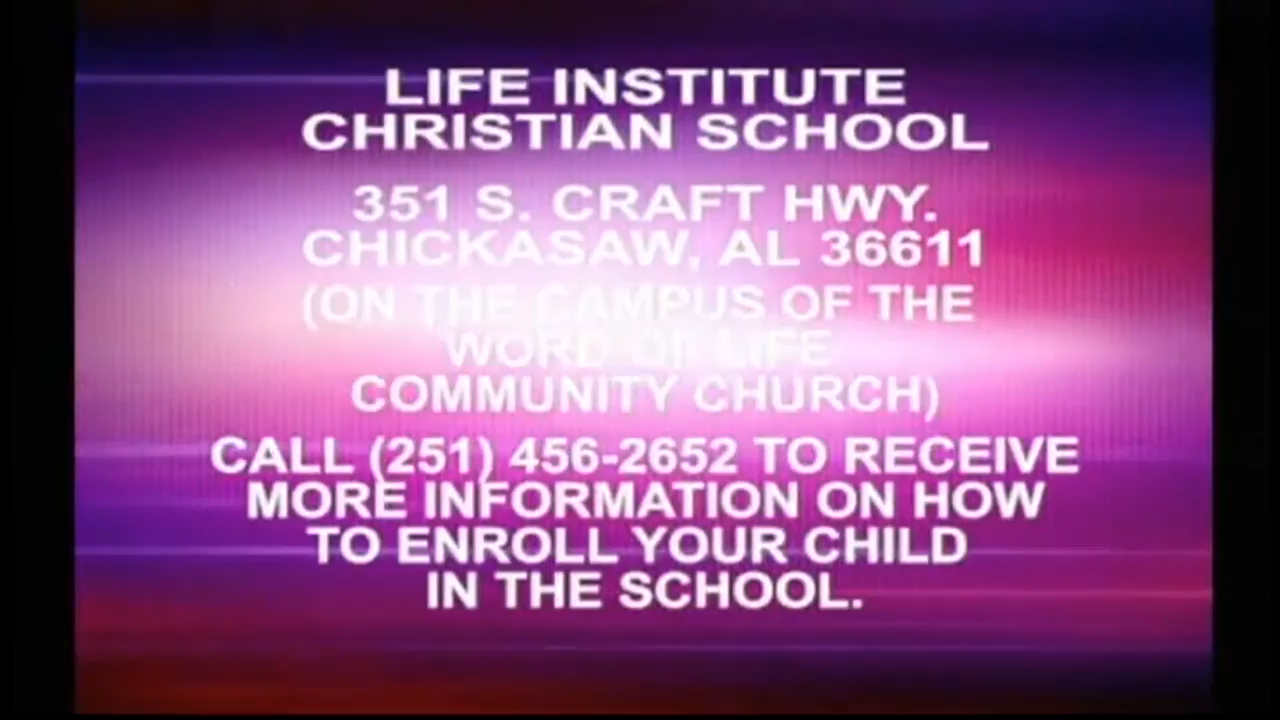 LIFE INSTITUTE
CHRISTIAN SCHOOL
351 S. CRAFT HWY.
CHICKASAW, AL 36611
(ON THE CAMPUS OF THE
WORD OF LIFE
COMMUNITY CHURCH)
CALL (251) 456-2652 TO RECEIVE
MORE INFORMATION ON HOW
TO ENROLL YOUR CHILD
IN THE SCHOOL.